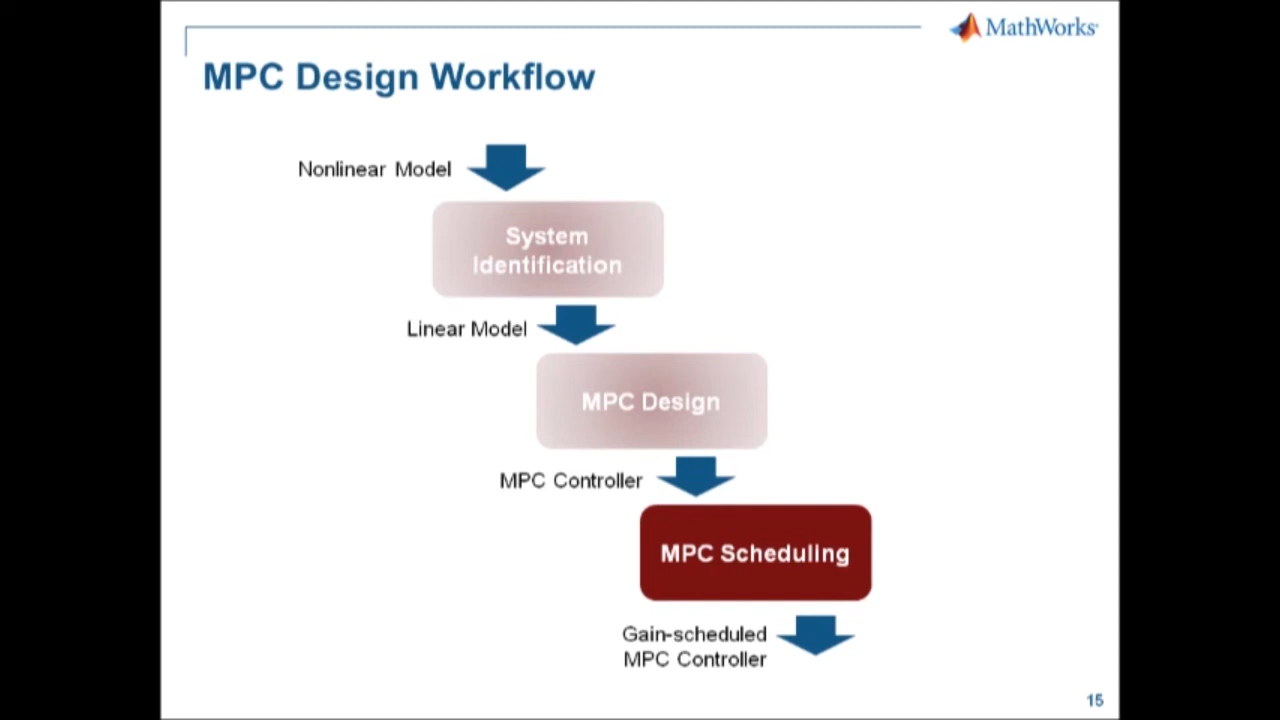 MathWorks
MPC Design Workflow
Nonlinear Model
System
Identification
Linear Model
MPC Design
MPC Controller
MPC Scheduling
Gain-scheduled
MPC Controller
15